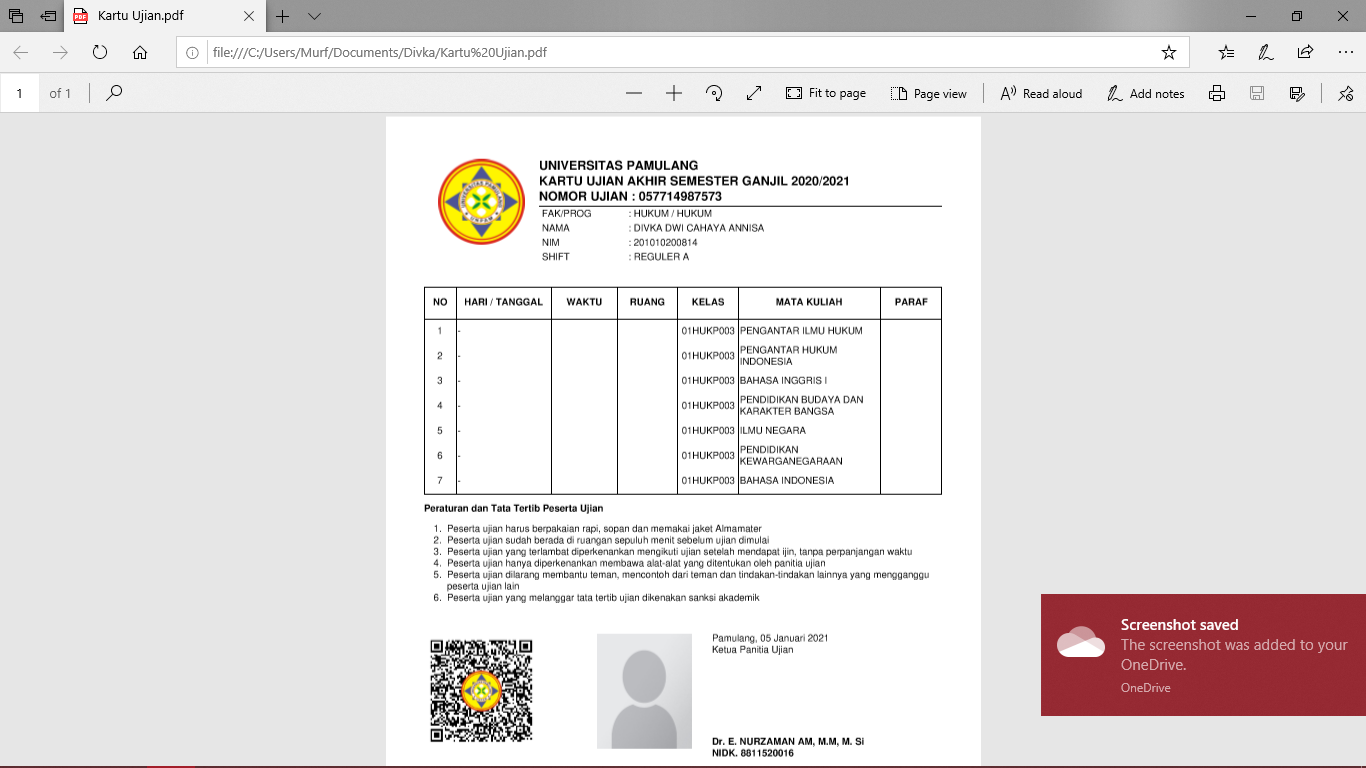 Kartu Ujian.pdf
file:///C:/Users/Murf/Documents/Divka/Kartu%20Ujian.pdf
1 of 1 Fit to page Page view Read aloud Add notes
UNIVERSITAS PAMULANG
KARTU UJIAN AKHIR SEMESTER GANJIL 2020/2021
NOMOR UJIAN : 057714987573
FAK/PROG : HUKUM / HUKUM
NAMA : DIVKA DWI CAHAYA ANNISA
NIM : 201010200814
SHIFT : REGULER A
UNIVERSITAS PAMULANG
UNPAM
NO HARI / TANGGAL WAKTU RUANG KELAS MATA KULIAH PARAF
1 - 01HUKP003 PENGANTAR ILMU HUKUM
2 - 01HUKP003 PENGANTAR HUKUM
INDONESIA
3 - 01HUKP003 BAHASA INGGRIS I
4 - 01HUKP003 PENDIDIKAN BUDAYA DAN
KARAKTER BANGSA
5 - 01HUKP003 ILMU NEGARA
6 - 01HUKP003 PENDIDIKAN
KEWARGANEGARAAN
7 - 01HUKP003 BAHASA INDONESIA
Peraturan dan Tata Tertib Peserta Ujian
1. Peserta ujian harus berpakaian rapi, sopan dan memakai jaket Almamater
2. Peserta ujian sudah berada di ruangan sepuluh menit sebelum ujian dimulai
3. Peserta ujian yang terlambat diperkenankan mengikuti ujian setelah mendapat ijin, tanpa perpanjangan waktu
4. Peserta ujian hanya diperkenankan membawa alat-alat yang ditentukan oleh panitia ujian
5. Peserta ujian dilarang membantu teman, mencontoh dari teman dan tindakan-tindakan lainnya yang mengganggu
peserta ujian lain
6. Peserta ujian yang melanggar tata tertib ujian dikenakan sanksi akademik
Pamulang, 05 Januari 2021
Ketua Panitia Ujian
Dr. E. NURZAMAN AM, M.M, M. Si
NIDK. 8811520016
Screenshot saved
The screenshot was added to your
OneDrive.
OneDrive